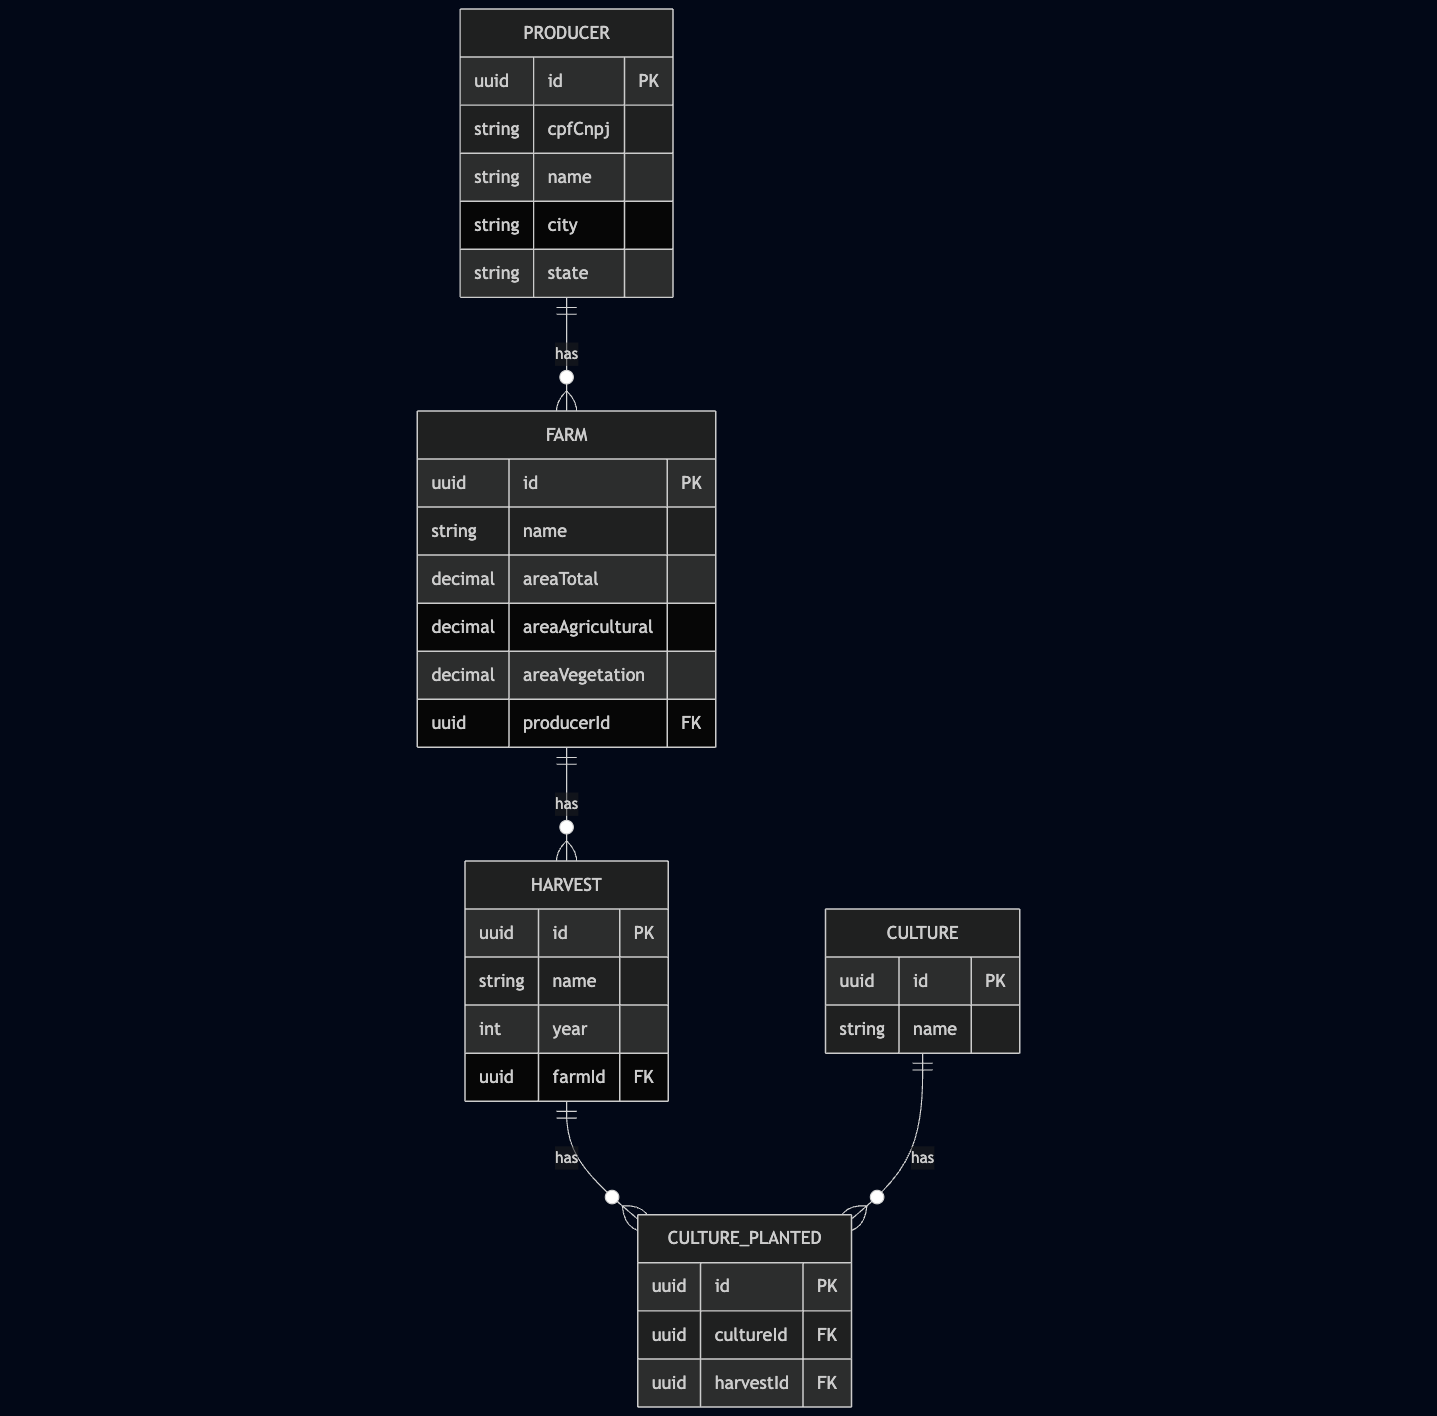 PRODUCER
uuid id PK
string cpfCnpj
string name
string city
string state
has
FARM
uuid id PK
string name
decimal areaTotal
decimal areaAgricultural
decimal areaVegetation
uuid producerId FK
has
HARVEST
uuid id PK
string name
int year
uuid farmId FK
CULTURE
uuid id PK
string name
has
has
CULTURE_PLANTED
uuid id PK
uuid cultureId FK
uuid harvestId FK